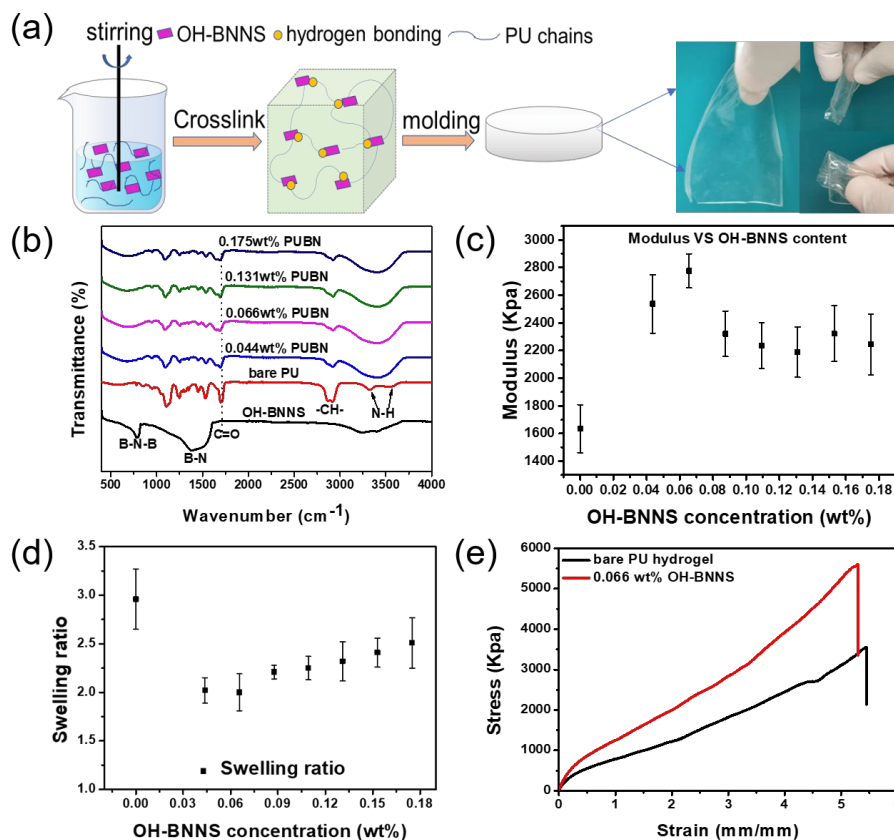 (a)
stirring OH-BNNS hydrogen bonding PU chains
Crosslink
molding
(b)
0.175wt% PUBN
0.131wt% PUBN
0.066wt% PUBN
0.044wt% PUBN
bare PU
OH-BNNS
-CH-
N-H
B-N-B
B-N
C=O
Transmittance (%)
500 1000 1500 2000 2500 3000 3500 4000
Wavenumber (cm-1)
(c)
Modulus VS OH-BNNS content
Modulus (Kpa)
3000
2800
2600
2400
2200
2000
1800
1600
1400
0.00 0.02 0.04 0.06 0.08 0.10 0.12 0.14 0.16 0.18
OH-BNNS concentration (wt%)
(d)
Swelling ratio
3.5
3.0
2.5
2.0
1.5
1.0
Swelling ratio
0.00 0.03 0.06 0.09 0.12 0.15 0.18
OH-BNNS concentration (wt%)
(e)
bare PU hydrogel
0.066 wt% OH-BNNS
Stress (Kpa)
6000
5000
4000
3000
2000
1000
0
0 1 2 3 4 5
Strain (mm/mm)